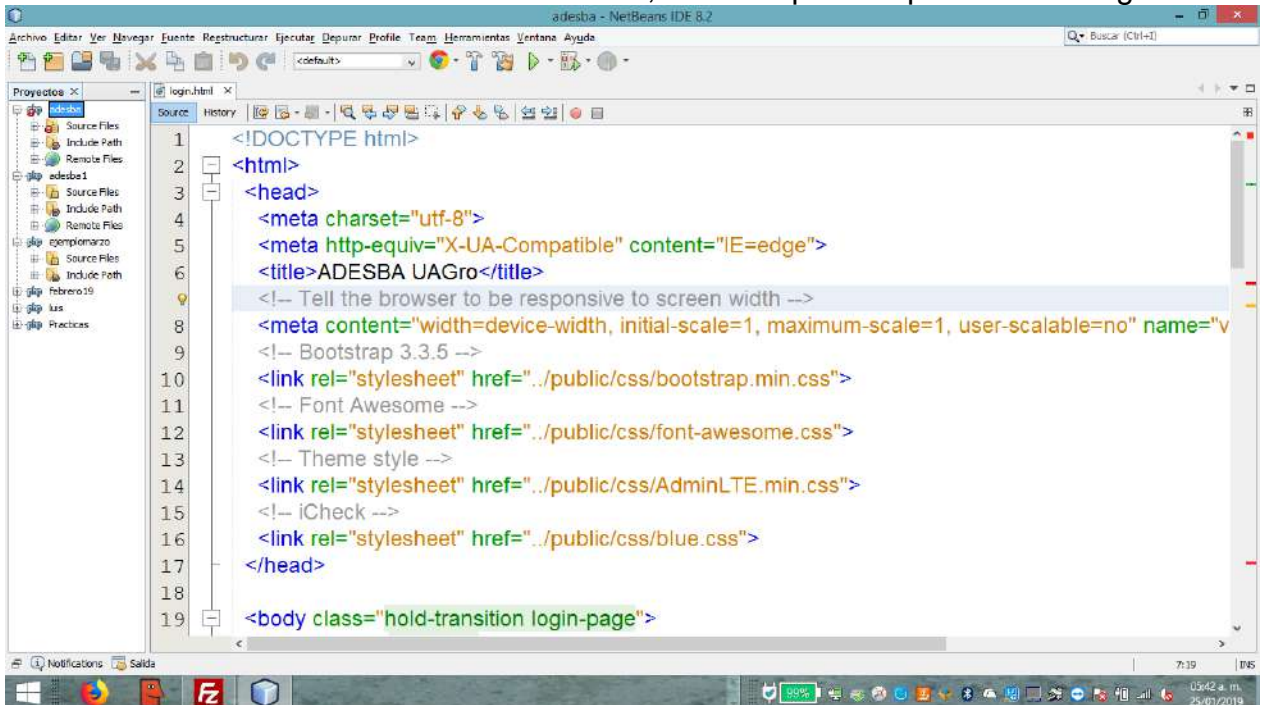 adesba - NetBeans IDE 8.2
Archivo Editar Ver Navegar Fuente Reestructurar Ejecutar Depurar Profile Team Herramientas Ventana Ayuda
Buscar (Ctrl+I)
<default>
Proyectos
login.html
adesba
Source Files
Include Path
Remote Files
adesba1
Source Files
Include Path
Remote Files
ejemplomarzo
Source Files
Include Path
febrero19
luis
Practicas
Source History
1 <!DOCTYPE html>
2 <html>
3 <head>
4 <meta charset="utf-8">
5 <meta http-equiv="X-UA-Compatible" content="IE=edge">
6 <title>ADESBA UAGro</title>
<!-- Tell the browser to be responsive to screen width -->
8 <meta content="width=device-width, initial-scale=1, maximum-scale=1, user-scalable=no" name="v
9 <!-- Bootstrap 3.3.5 -->
10 <link rel="stylesheet" href="../public/css/bootstrap.min.css">
11 <!-- Font Awesome -->
12 <link rel="stylesheet" href="../public/css/font-awesome.css">
13 <!-- Theme style -->
14 <link rel="stylesheet" href="../public/css/AdminLTE.min.css">
15 <!-- iCheck -->
16 <link rel="stylesheet" href="../public/css/blue.css">
17 </head>
18
19 <body class="hold-transition login-page">
Notifications Salida
7:19 INS
99%
05:42 a. m.
25/01/2019